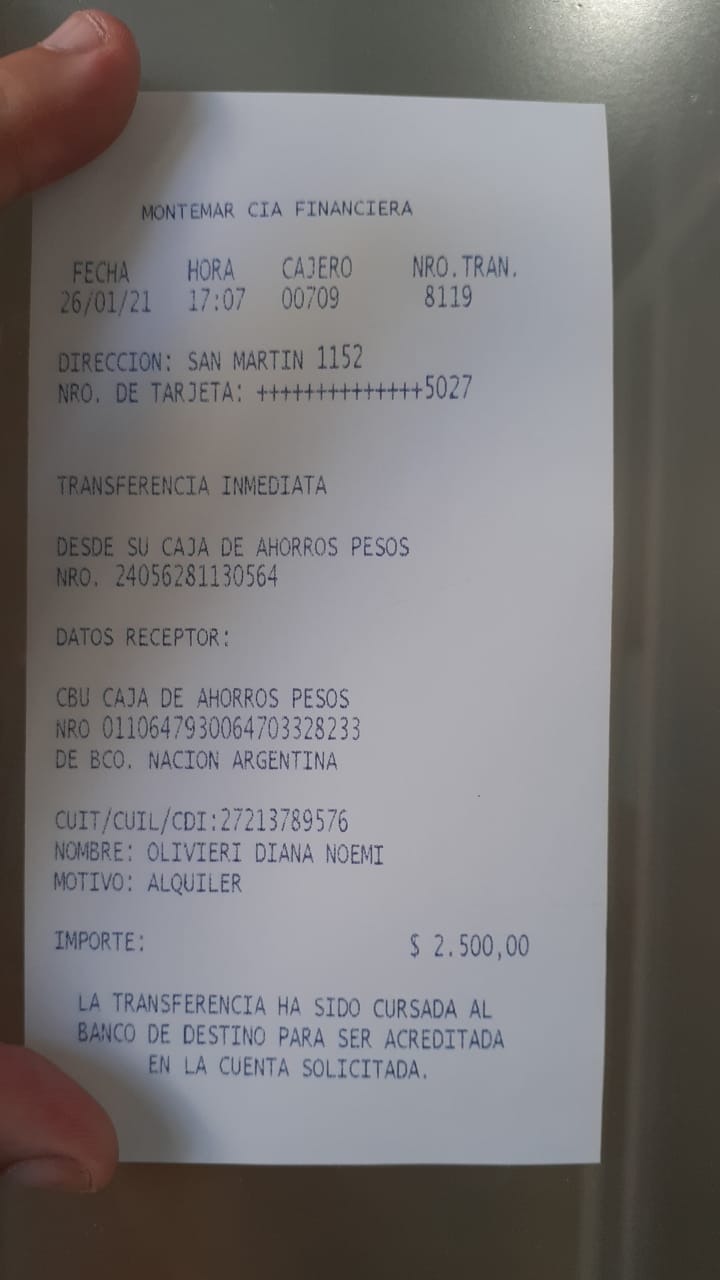 MONTEMAR CIA FINANCIERA
FECHA HORA CAJERO NRO.TRAN.
26/01/21 17:07 00709 8119
DIRECCION: SAN MARTIN 1152
NRO. DE TARJETA: ++++++++++++++5027
TRANSFERENCIA INMEDIATA
DESDE SU CAJA DE AHORROS PESOS
NRO. 24056281130564
DATOS RECEPTOR:
CBU CAJA DE AHORROS PESOS
NRO 0110647930064703328233
DE BCO. NACION ARGENTINA
CUIT/CUIL/CDI:27213789576
NOMBRE: OLIVIERI DIANA NOEMI
MOTIVO: ALQUILER
IMPORTE: $ 2.500,00
LA TRANSFERENCIA HA SIDO CURSADA AL
BANCO DE DESTINO PARA SER ACREDITADA
EN LA CUENTA SOLICITADA.